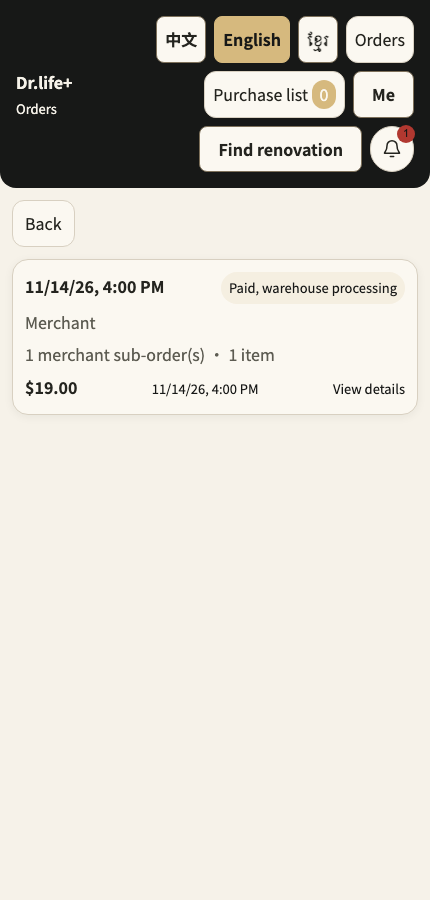 中文 English ខ្មែរ Orders
Dr.life+
Orders
Purchase list 0 Me
Find renovation 1
Back
11/14/26, 4:00 PM Paid, warehouse processing
Merchant
1 merchant sub-order(s) · 1 item
$19.00 11/14/26, 4:00 PM View details